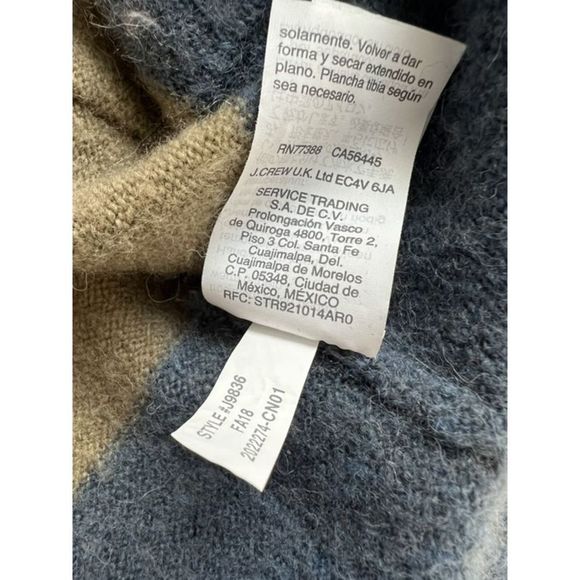 solamente. Volver a dar
forma y secar extendido en
plano. Plancha tibia según
sea necesario.
RN77388 CA56445
J.CREW U.K. Ltd EC4V 6JA
SERVICE TRADING
S.A. DE C.V.
Prolongación Vasco
de Quiroga 4800, Torre 2,
Piso 3 Col. Santa Fe
Cuajimalpa, Del.
Cuajimalpa de Morelos
C.P. 05348, Ciudad de
México, MÉXICO
RFC: STR921014AR0
STYLE #J9836
FA18
2022274-CN01